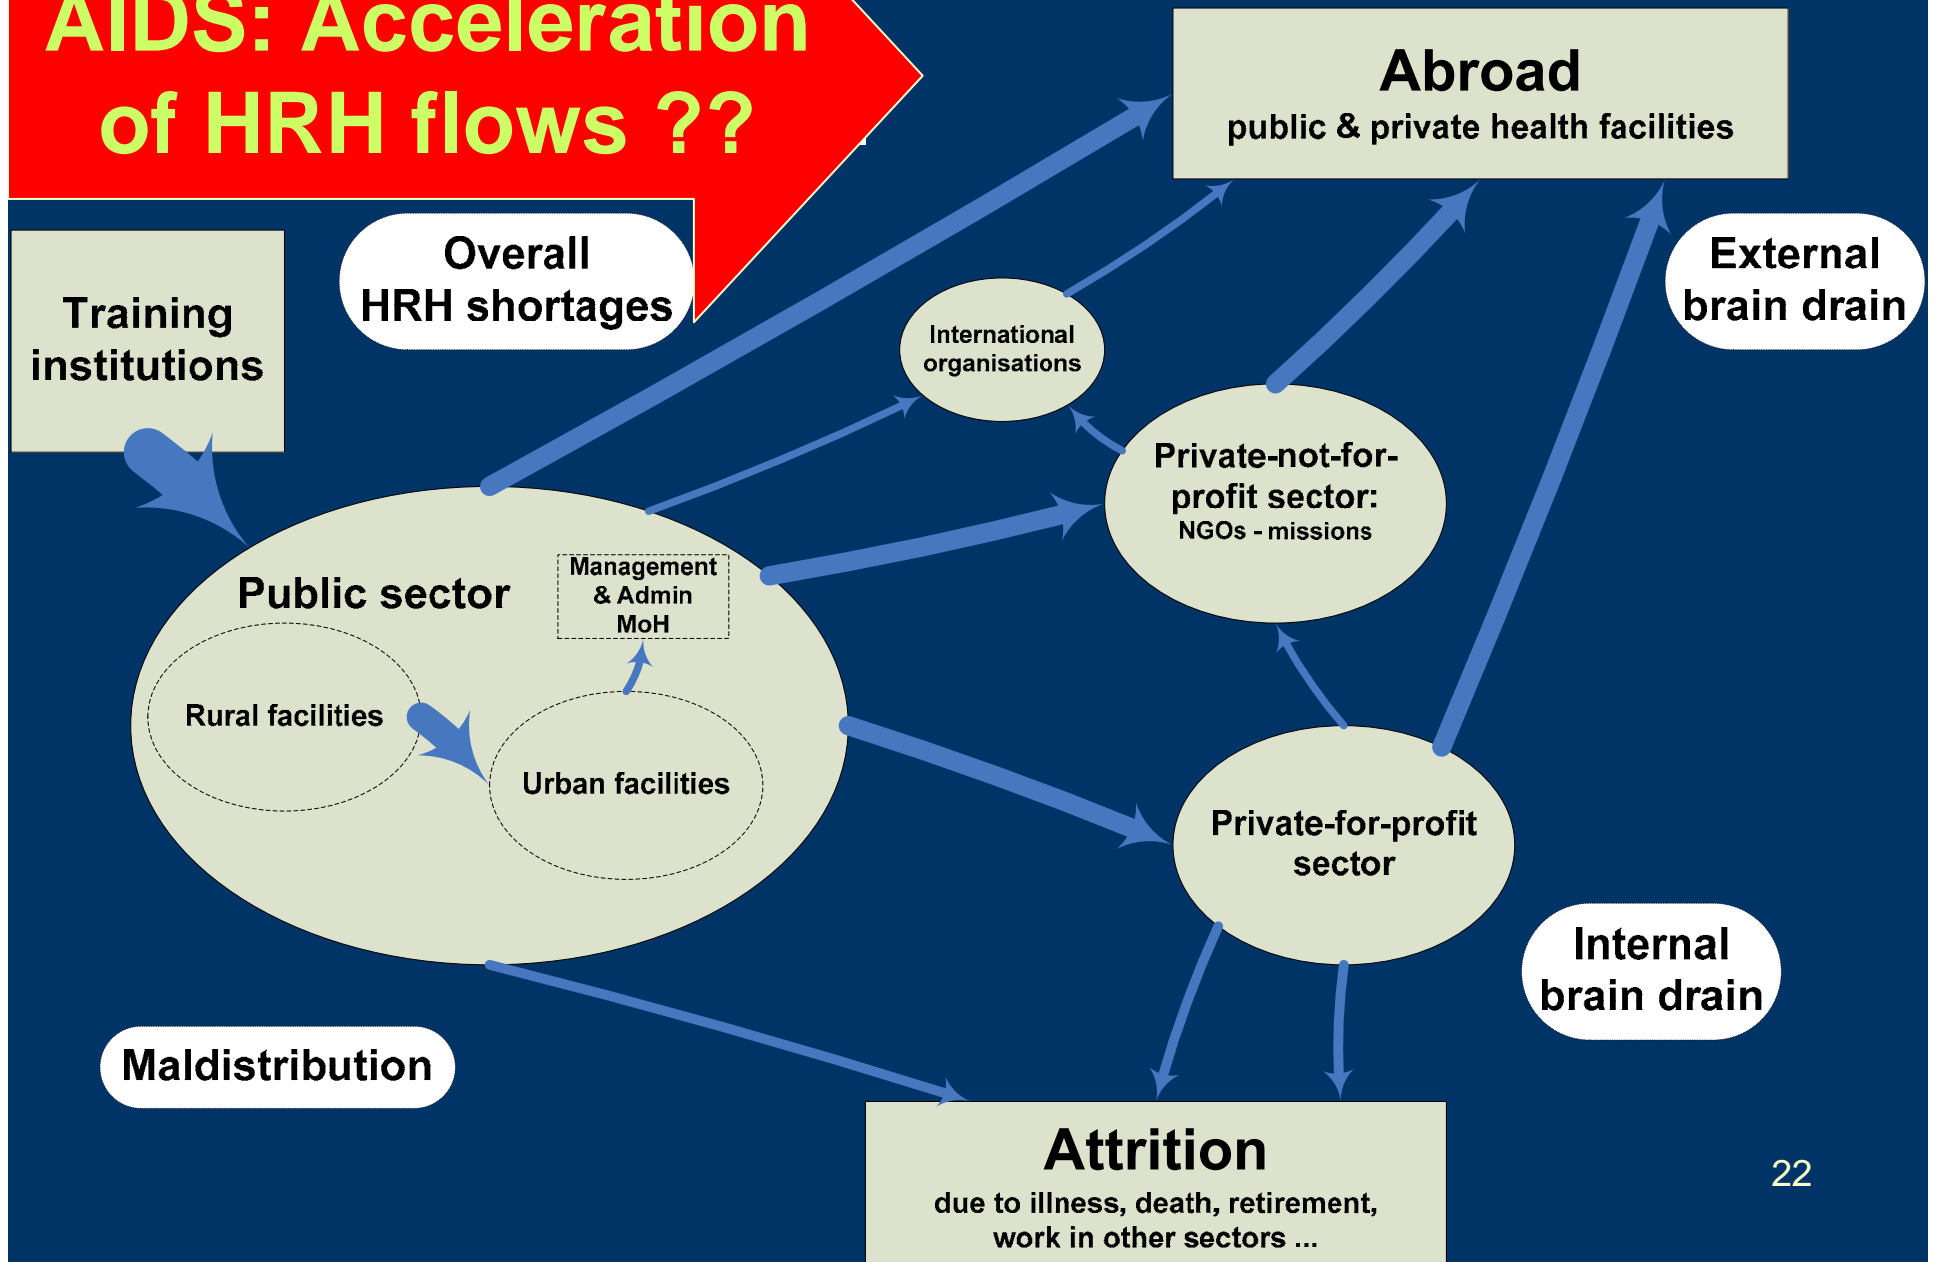 AIDS: Acceleration
of HRH flows ??
Abroad
public & private health facilities
Overall
HRH shortages
External
brain drain
Training
institutions
International
organisations
Private-not-for-
profit sector:
NGOs - missions
Public sector
Management
& Admin
MoH
Rural facilities
Urban facilities
Private-for-profit
sector
Internal
brain drain
Maldistribution
Attrition
due to illness, death, retirement,
work in other sectors ...
22